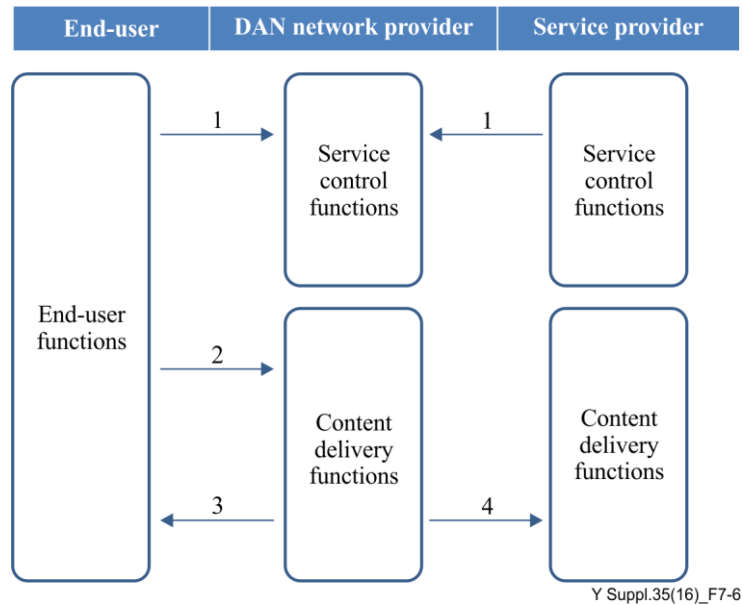 End-user
DAN network provider
Service provider
1
1
Service
control
functions
Service
control
functions
End-user
functions
2
Content
delivery
functions
Content
delivery
functions
3
4
Y Suppl.35(16)_F7-6